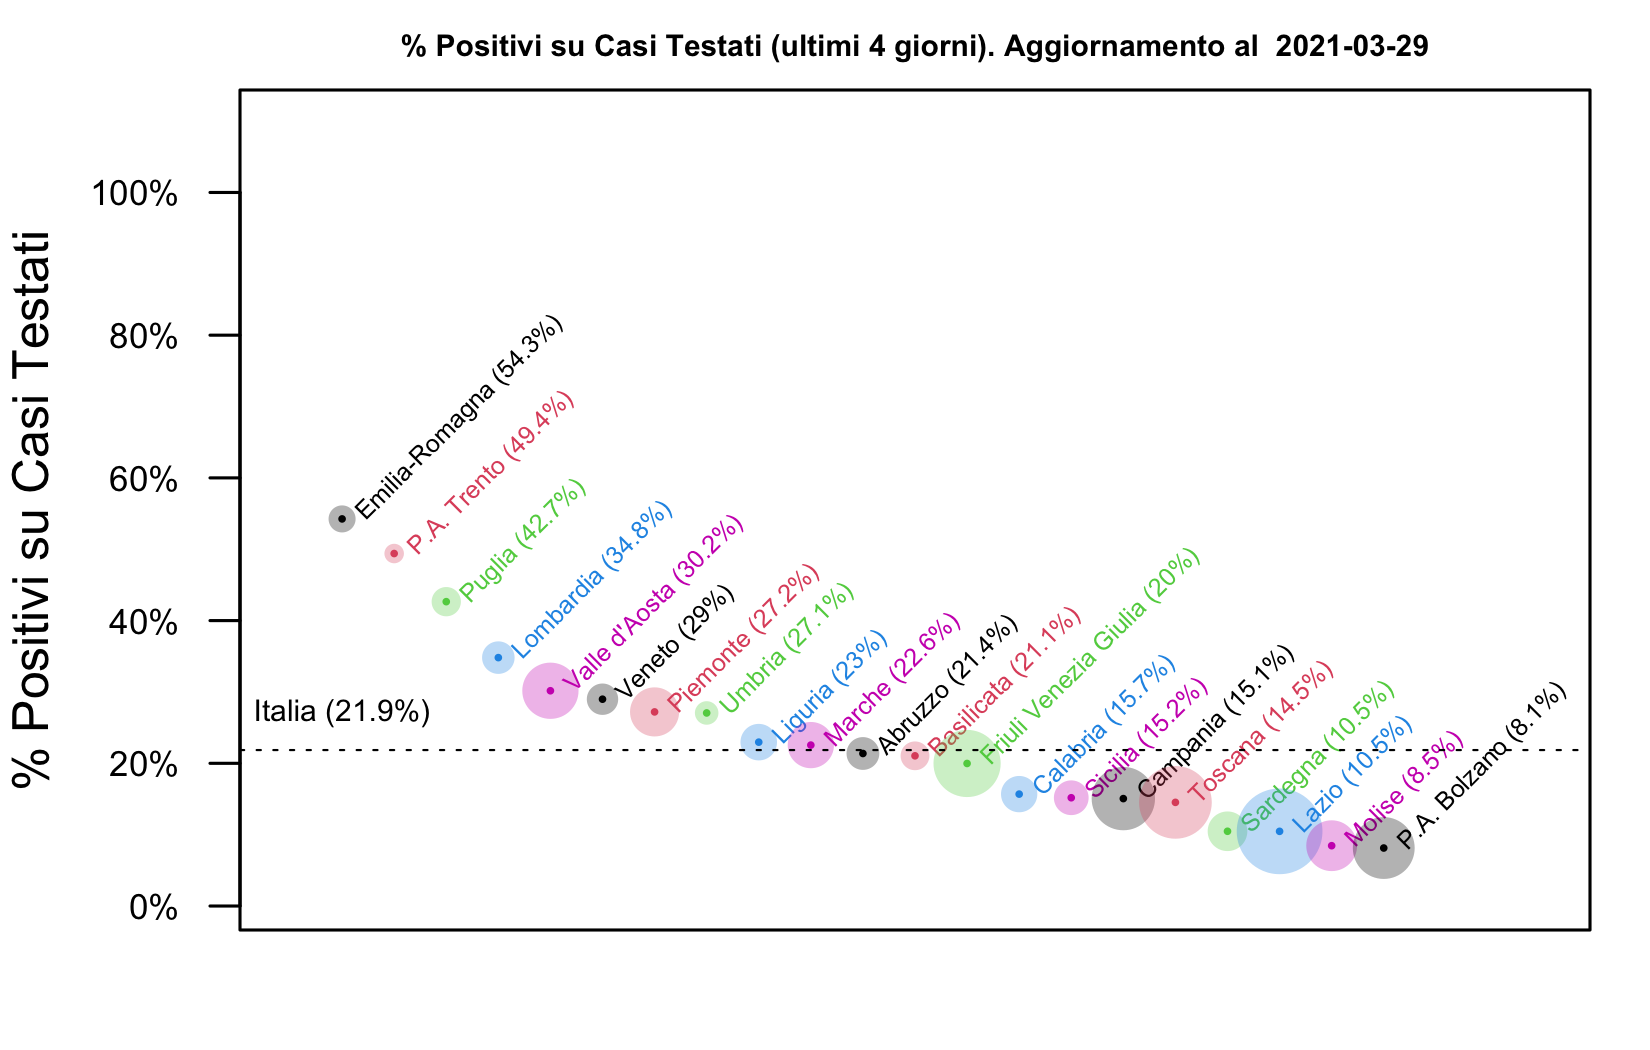 % Positivi su Casi Testati (ultimi 4 giorni). Aggiornamento al  2021-03-29
% Positivi su Casi Testati
100%
80%
60%
40%
20%
0%
Italia (21.9%)
Emilia-Romagna (54.3%)
P.A. Trento (49.4%)
Puglia (42.7%)
Lombardia (34.8%)
Valle d'Aosta (30.2%)
Veneto (29%)
Piemonte (27.2%)
Umbria (27.1%)
Liguria (23%)
Marche (22.6%)
Abruzzo (21.4%)
Basilicata (21.1%)
Friuli Venezia Giulia (20%)
Calabria (15.7%)
Sicilia (15.2%)
Campania (15.1%)
Toscana (14.5%)
Sardegna (10.5%)
Lazio (10.5%)
Molise (8.5%)
P.A. Bolzano (8.1%)